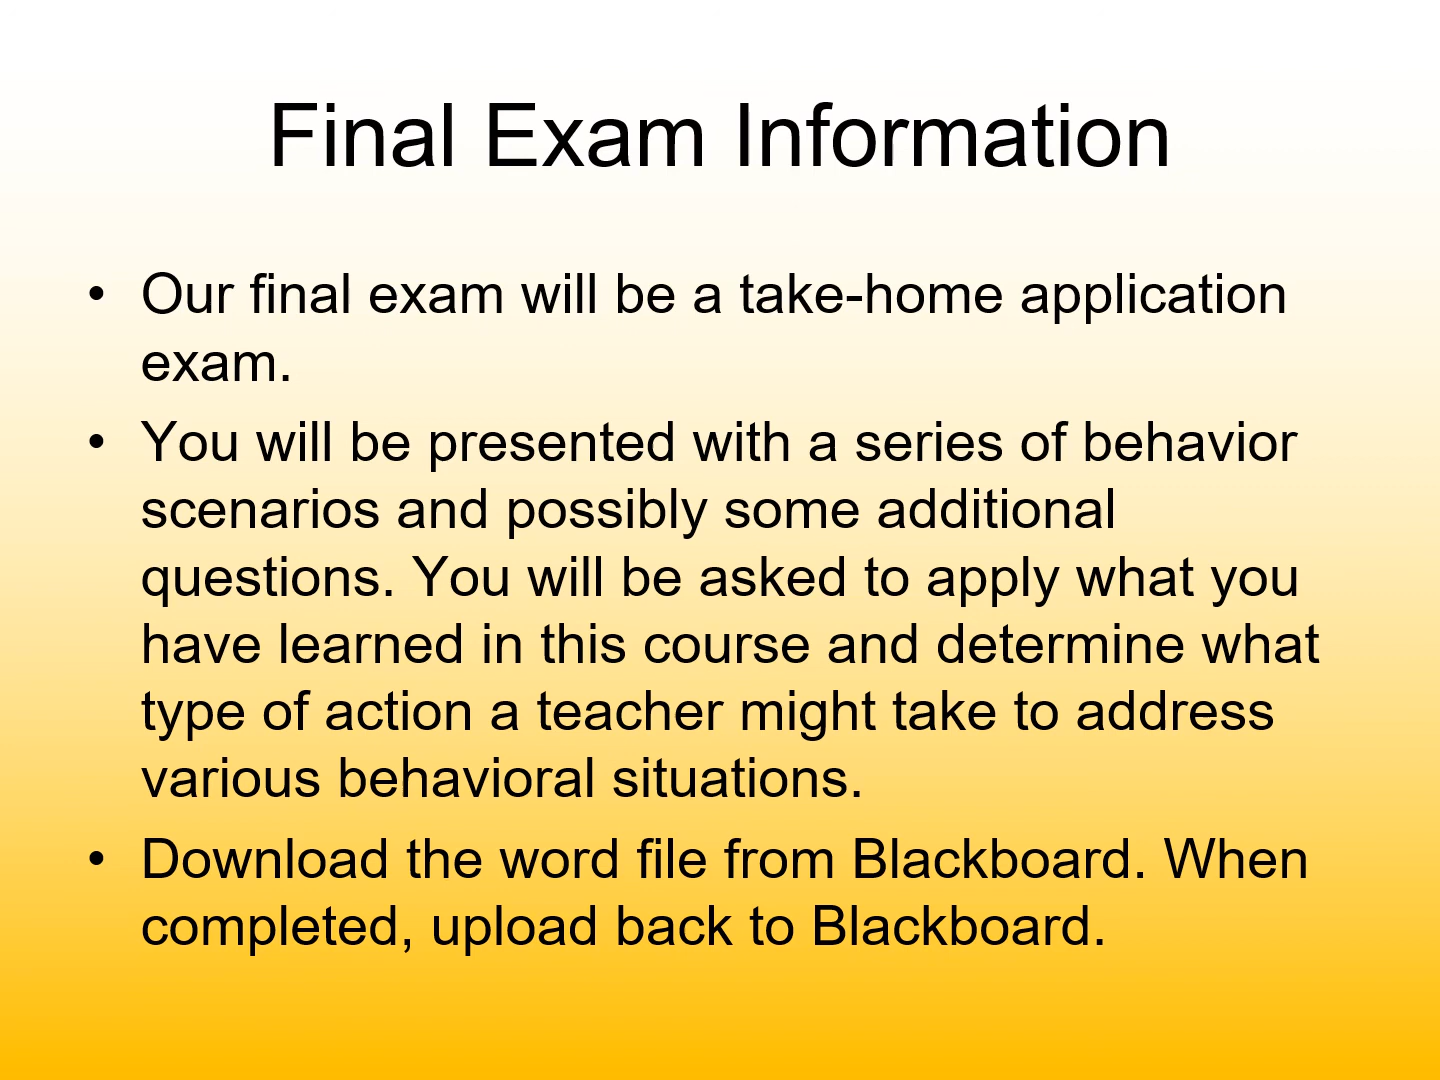 Final Exam Information
• Our final exam will be a take-home application
exam.
• You will be presented with a series of behavior
scenarios and possibly some additional
questions. You will be asked to apply what you
have learned in this course and determine what
type of action a teacher might take to address
various behavioral situations.
• Download the word file from Blackboard. When
completed, upload back to Blackboard.